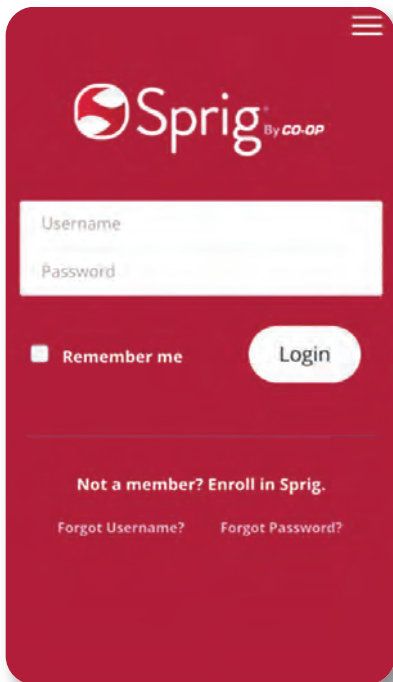 Sprig® By CO-OP
Username
Password
Remember me Login
Not a member? Enroll in Sprig.
Forgot Username? Forgot Password?